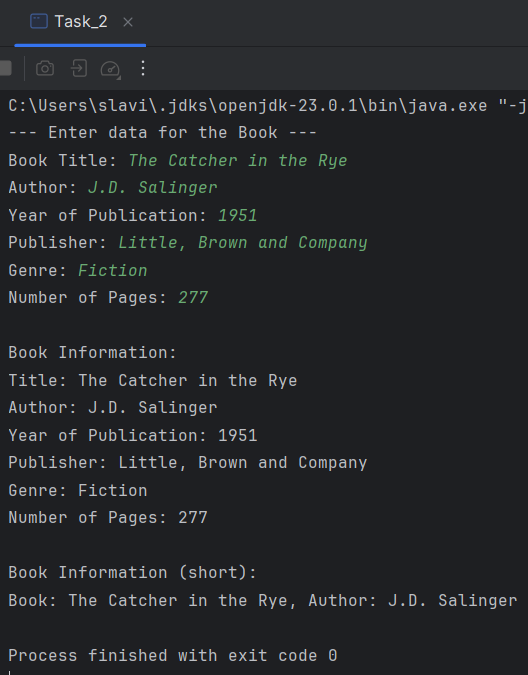 Task_2
C:\Users\slavi\.jdks\openjdk-23.0.1\bin\java.exe "-j
--- Enter data for the Book ---
Book Title: The Catcher in the Rye
Author: J.D. Salinger
Year of Publication: 1951
Publisher: Little, Brown and Company
Genre: Fiction
Number of Pages: 277
Book Information:
Title: The Catcher in the Rye
Author: J.D. Salinger
Year of Publication: 1951
Publisher: Little, Brown and Company
Genre: Fiction
Number of Pages: 277
Book Information (short):
Book: The Catcher in the Rye, Author: J.D. Salinger
Process finished with exit code 0